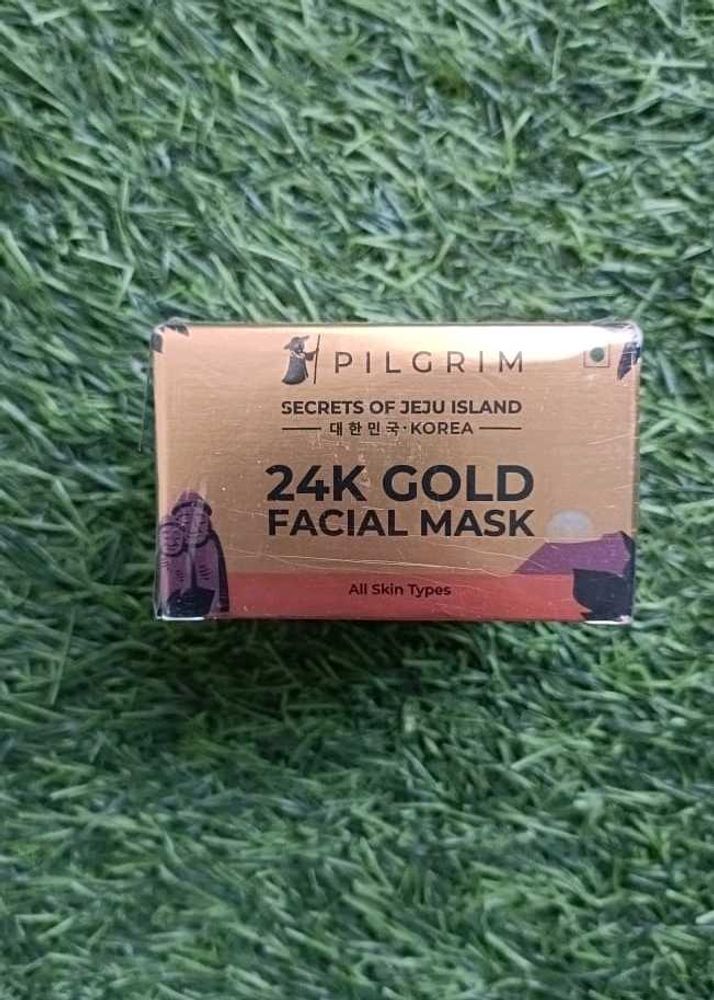 PILGRIM
SECRETS OF JEJU ISLAND
대한민국·KOREA
24K GOLD
FACIAL MASK
All Skin Types